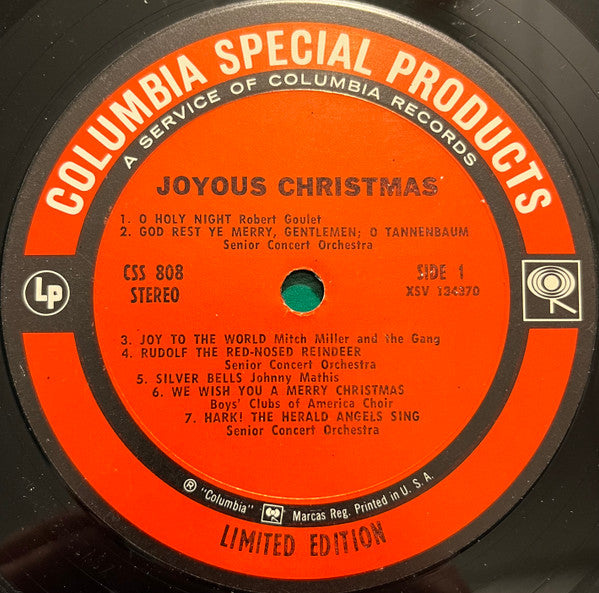 COLUMBIA SPECIAL PRODUCTS
A SERVICE OF COLUMBIA RECORDS
JOYOUS CHRISTMAS
1. O HOLY NIGHT Robert Goulet
2. GOD REST YE MERRY, GENTLEMEN; O TANNENBAUM
Senior Concert Orchestra
CSS 808
STEREO
SIDE 1
XSV 134370
Lp
3. JOY TO THE WORLD Mitch Miller and the Gang
4. RUDOLF THE RED-NOSED REINDEER
Senior Concert Orchestra
5. SILVER BELLS Johnny Mathis
6. WE WISH YOU A MERRY CHRISTMAS
Boys' Clubs of America Choir
7. HARK! THE HERALD ANGELS SING
Senior Concert Orchestra
® "Columbia" Marcas Reg. Printed in U. S. A.
LIMITED EDITION